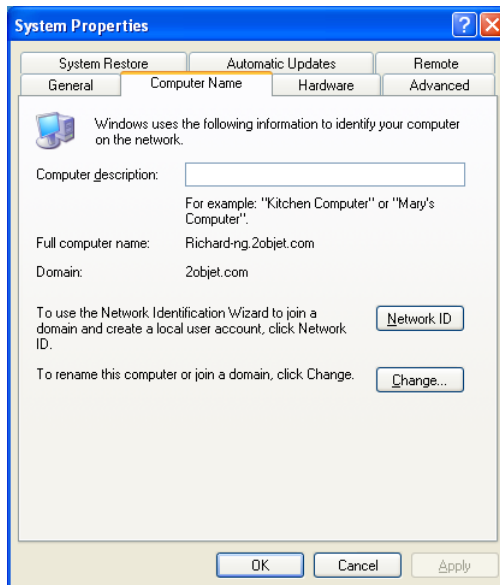 System Properties
System Restore Automatic Updates Remote
General Computer Name Hardware Advanced
Windows uses the following information to identify your computer
on the network.
Computer description:
For example: "Kitchen Computer" or "Mary's
Computer".
Full computer name: Richard-ng.2objet.com
Domain: 2objet.com
To use the Network Identification Wizard to join a
domain and create a local user account, click Network
ID.
Network ID
To rename this computer or join a domain, click Change.
Change...
OK Cancel Apply